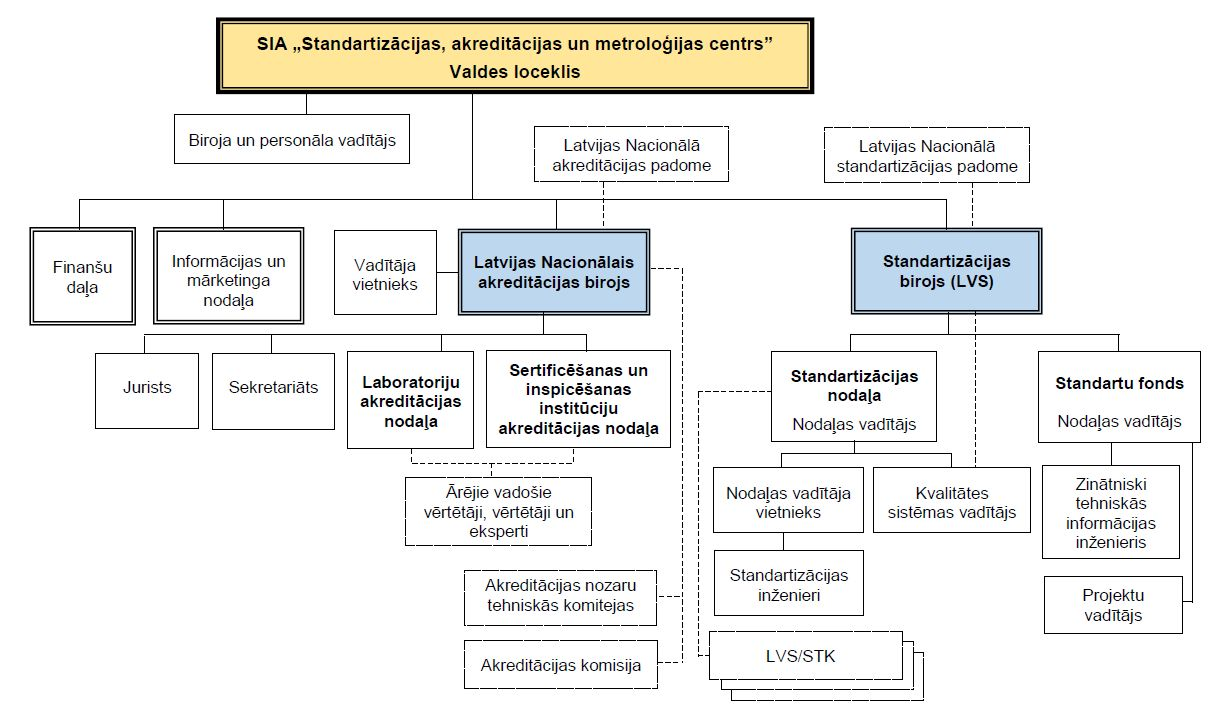 SIA „Standartizācijas, akreditācijas un metroloģijas centrs”
Valdes loceklis
Biroja un personāla vadītājs
Latvijas Nacionālā
akreditācijas padome
Latvijas Nacionālā
standartizācijas padome
Finanšu
daļa
Informācijas un
mārketinga
nodaļa
Vadītāja
vietnieks
Latvijas Nacionālais
akreditācijas birojs
Standartizācijas
birojs (LVS)
Jurists
Sekretariāts
Laboratoriju
akreditācijas
nodaļa
Sertificēšanas un
inspicēšanas
institūciju
akreditācijas nodaļa
Standartizācijas
nodaļa
Nodaļas vadītājs
Standartu fonds
Nodaļas vadītājs
Ārējie vadošie
vērtētāji, vērtētāji un
eksperti
Nodaļas vadītāja
vietnieks
Kvalitātes
sistēmas vadītājs
Zinātniski
tehniskās
informācijas
inženieris
Standartizācijas
inženieri
Akreditācijas nozaru
tehniskās komitejas
Projektu
vadītājs
Akreditācijas komisija
LVS/STK